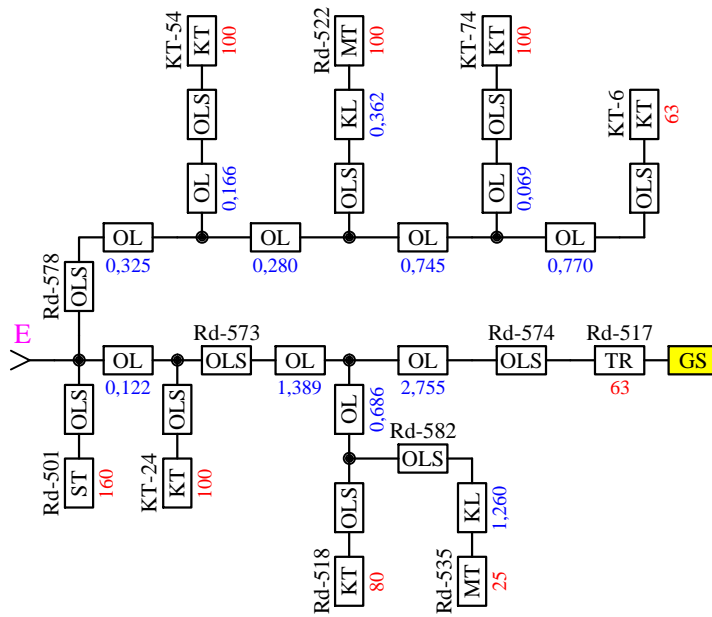 KT-54
KT
100
OLS
OL
0,166
Rd-522
MT
100
KL
0,362
OLS
KT-74
KT
100
OLS
OL
0,069
KT-6
KT
63
OLS
OL
0,325
OL
0,280
OL
0,745
OL
0,770
Rd-578
OLS
E
OL
0,122
Rd-573
OLS
OL
1,389
OL
2,755
Rd-574
OLS
Rd-517
TR
63
GS
OLS
Rd-501
ST
160
OLS
KT-24
KT
100
OL
0,686
Rd-582
OLS
OLS
Rd-518
KT
80
KL
1,260
Rd-535
MT
25